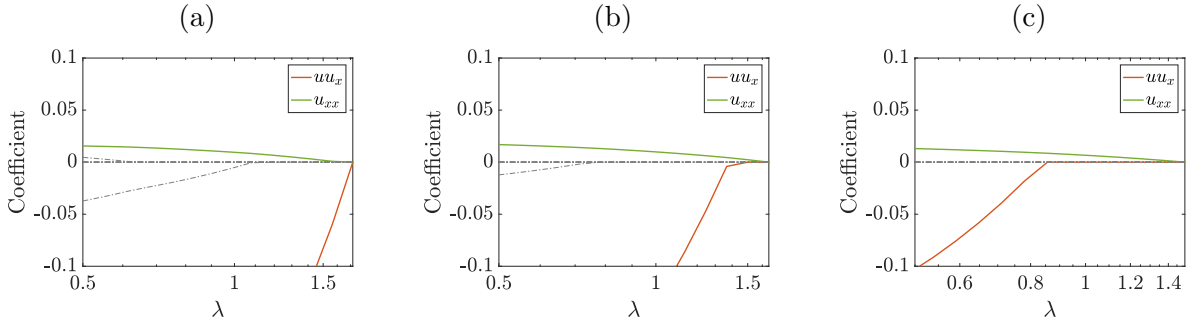 (a)
0.1
0.05
0
-0.05
-0.1
Coefficient
uu_x
u_xx
0.5
1
1.5
λ
(b)
0.1
0.05
0
-0.05
-0.1
Coefficient
uu_x
u_xx
0.5
1
1.5
λ
(c)
0.1
0.05
0
-0.05
-0.1
Coefficient
uu_x
u_xx
0.6
0.8
1
1.2
1.4
λ